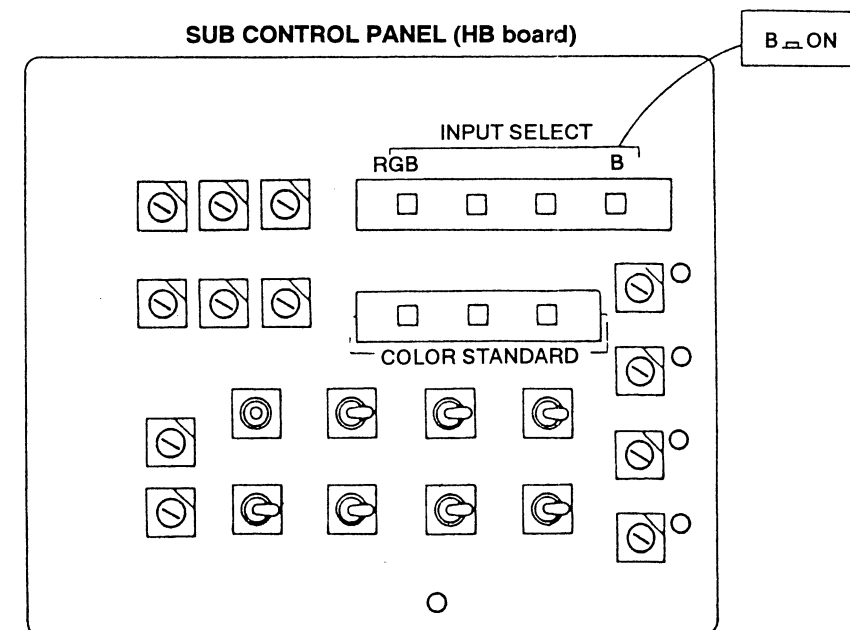 SUB CONTROL PANEL (HB board)
B ON
INPUT SELECT
RGB B
COLOR STANDARD